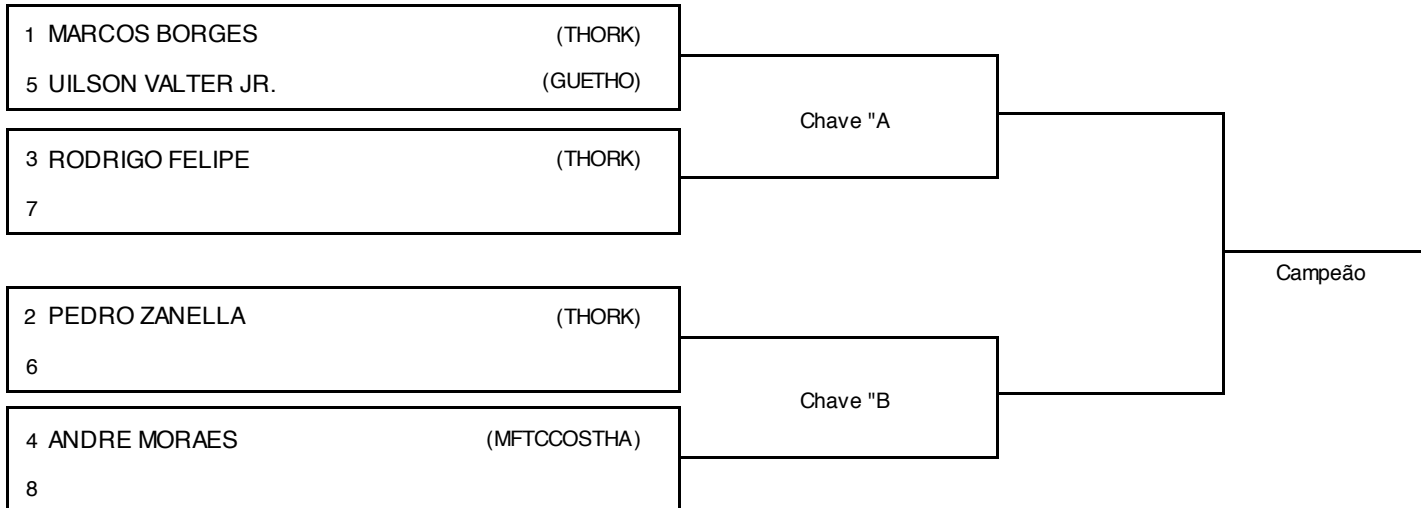 1 MARCOS BORGES (THORK)
5 UILSON VALTER JR. (GUETHO)
Chave "A
3 RODRIGO FELIPE (THORK)
7
Campeão
2 PEDRO ZANELLA (THORK)
6
Chave "B
4 ANDRE MORAES (MFTCCOSTHA)
8